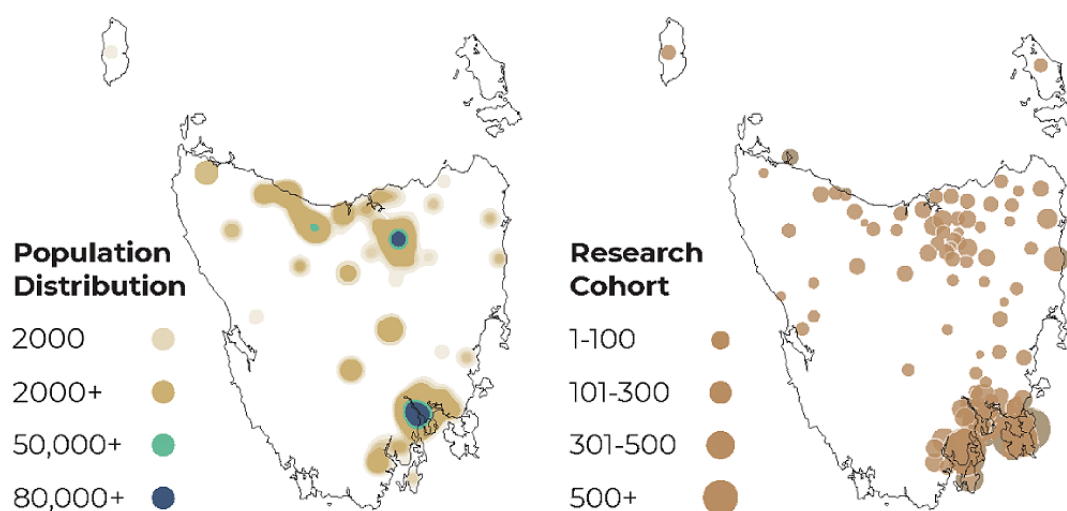 Population
Distribution
2000
2000+
50,000+
80,000+
Research
Cohort
1-100
101-300
301-500
500+